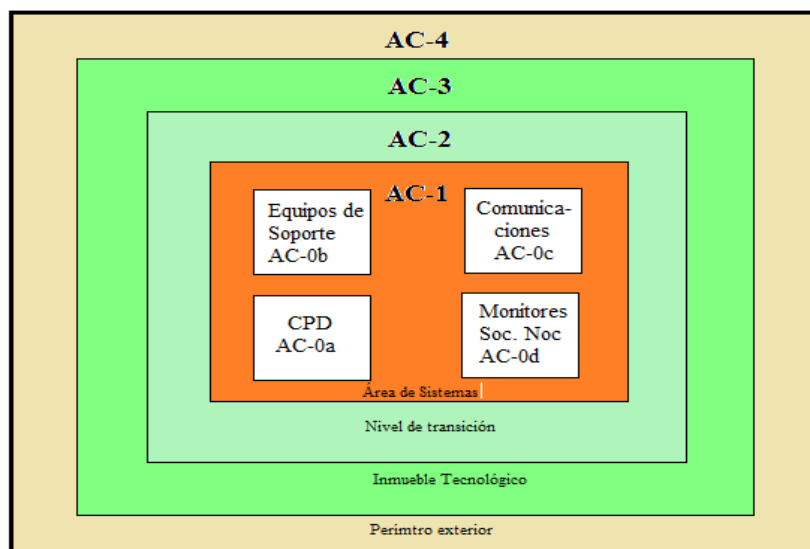 AC-4
AC-3
AC-2
AC-1
Equipos de
Soporte
AC-0b
Comunica-
ciones
AC-0c
CPD
AC-0a
Monitores
Soc. Noc
AC-0d
Área de Sistemas
Nivel de transición
Inmueble Tecnológico
Perimtro exterior